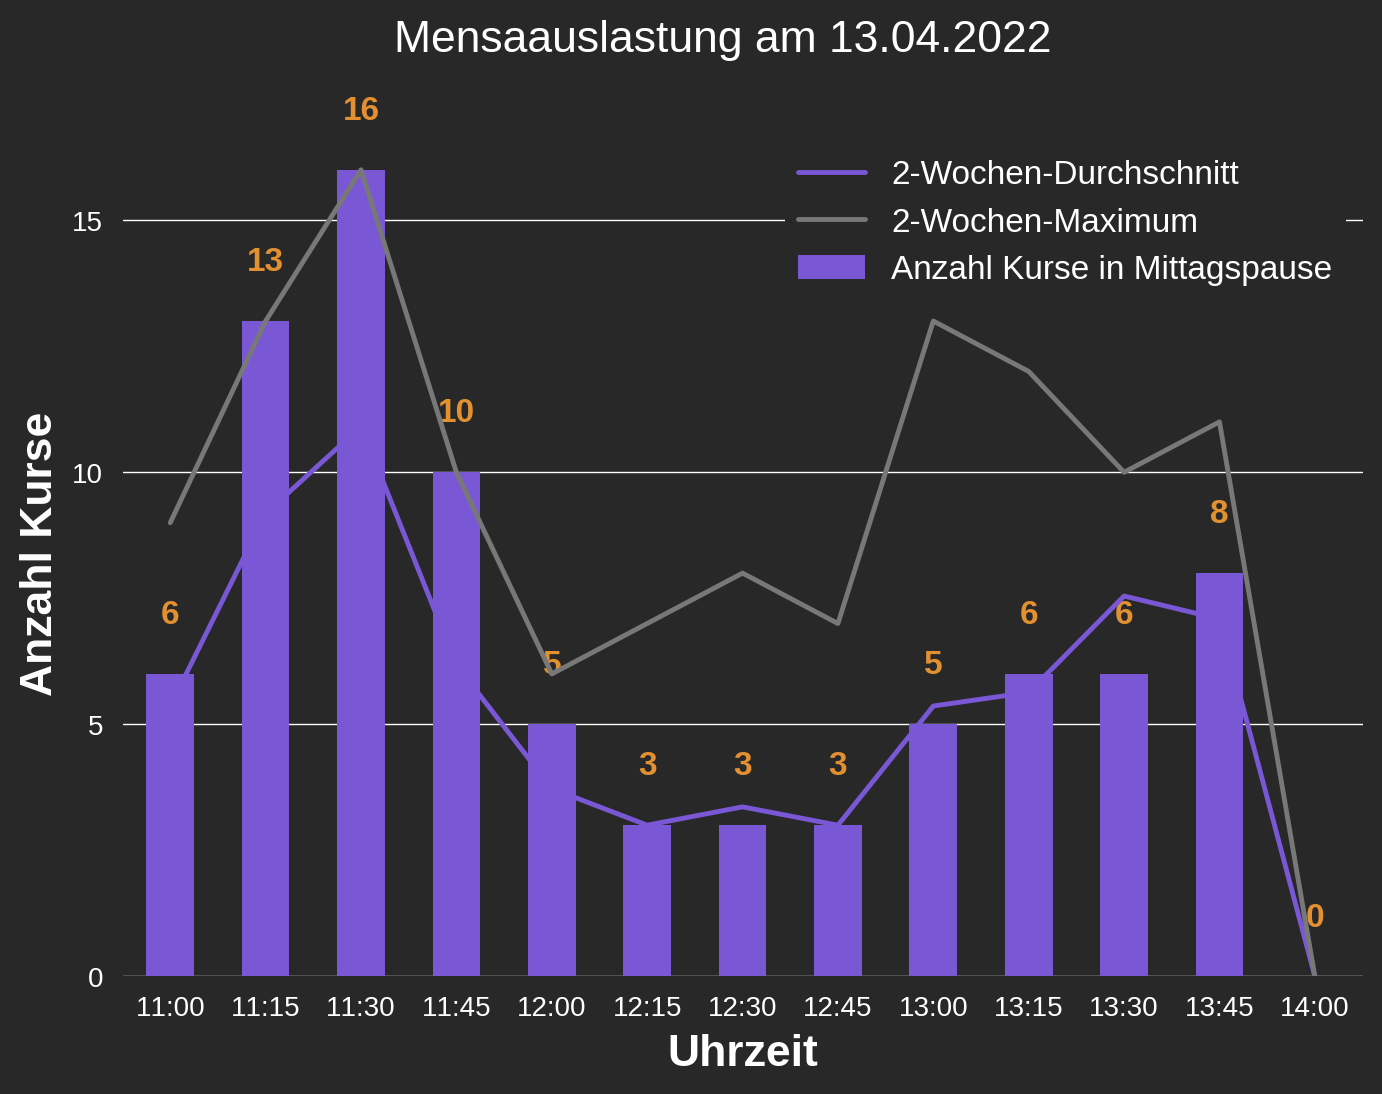 Mensaauslastung am 13.04.2022
16
2-Wochen-Durchschnitt
2-Wochen-Maximum
Anzahl Kurse in Mittagspause
15
13
10
10
8
6
6
6
5
5
5
3
3
3
0
0
11:00 11:15 11:30 11:45 12:00 12:15 12:30 12:45 13:00 13:15 13:30 13:45 14:00
Anzahl Kurse
Uhrzeit